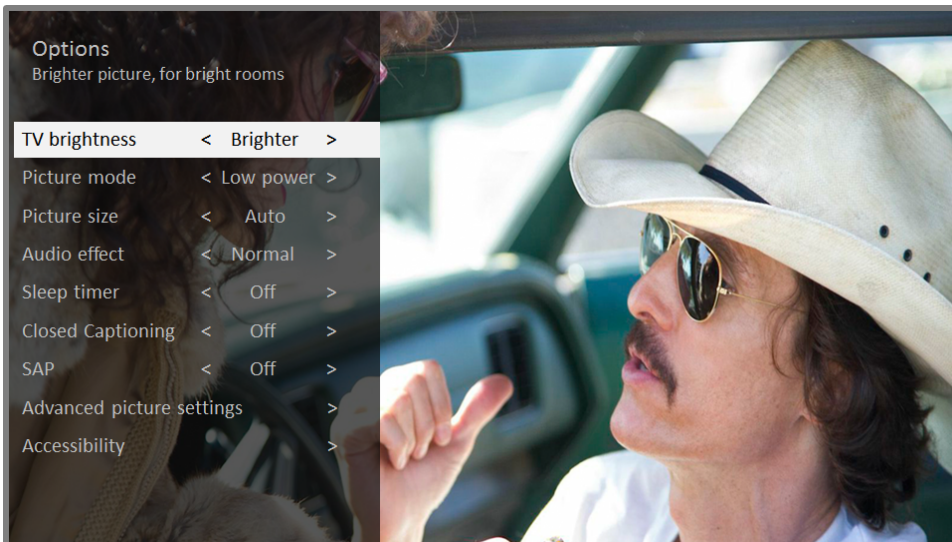 Options
Brighter picture, for bright rooms
TV brightness < Brighter >
Picture mode < Low power >
Picture size < Auto >
Audio effect < Normal >
Sleep timer < Off >
Closed Captioning < Off >
SAP < Off >
Advanced picture settings >
Accessibility >